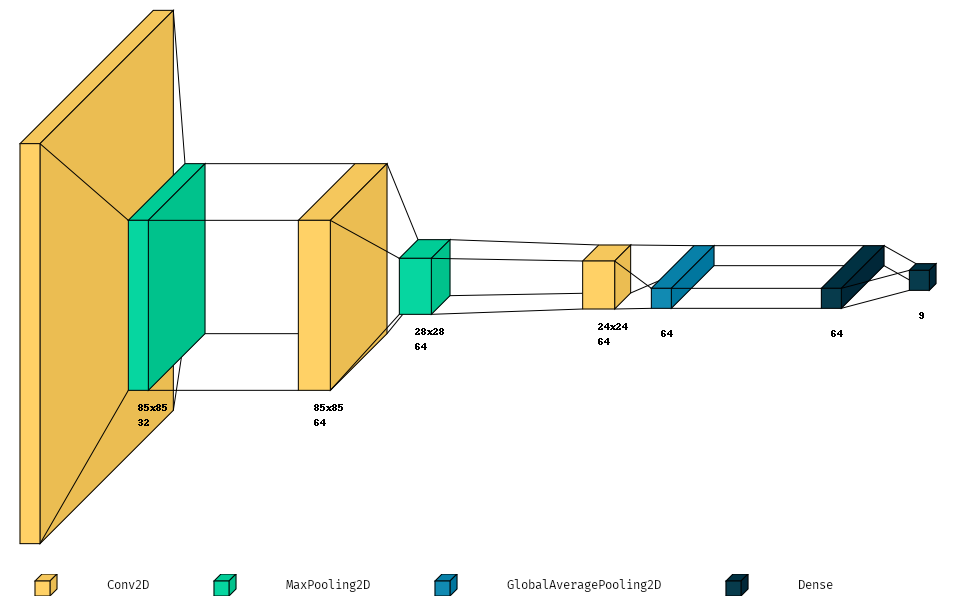 85x85
32
85x85
64
28x28
64
24x24
64
64
64
9
Conv2D
MaxPooling2D
GlobalAveragePooling2D
Dense